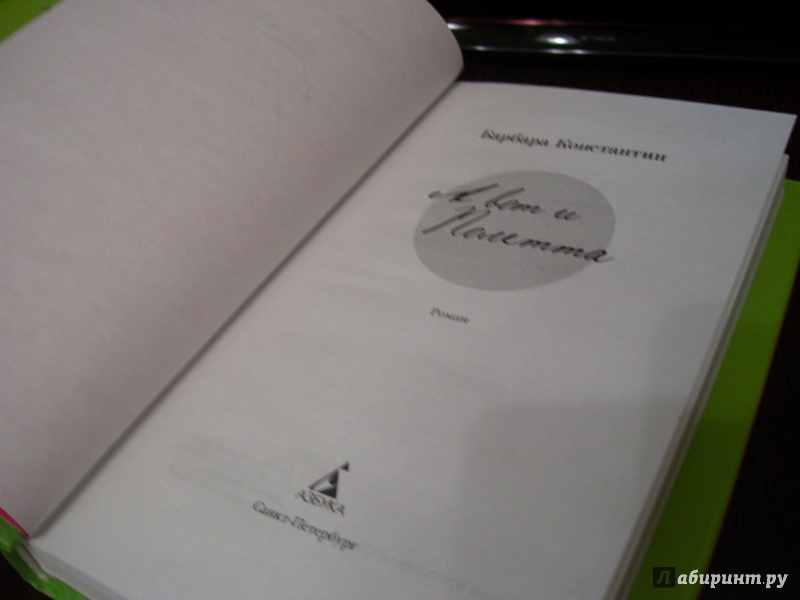 Барбара Константин
А вот и
Полетта
Роман
АЗБУКА
Санкт-Петербург
Лабиринт.ру